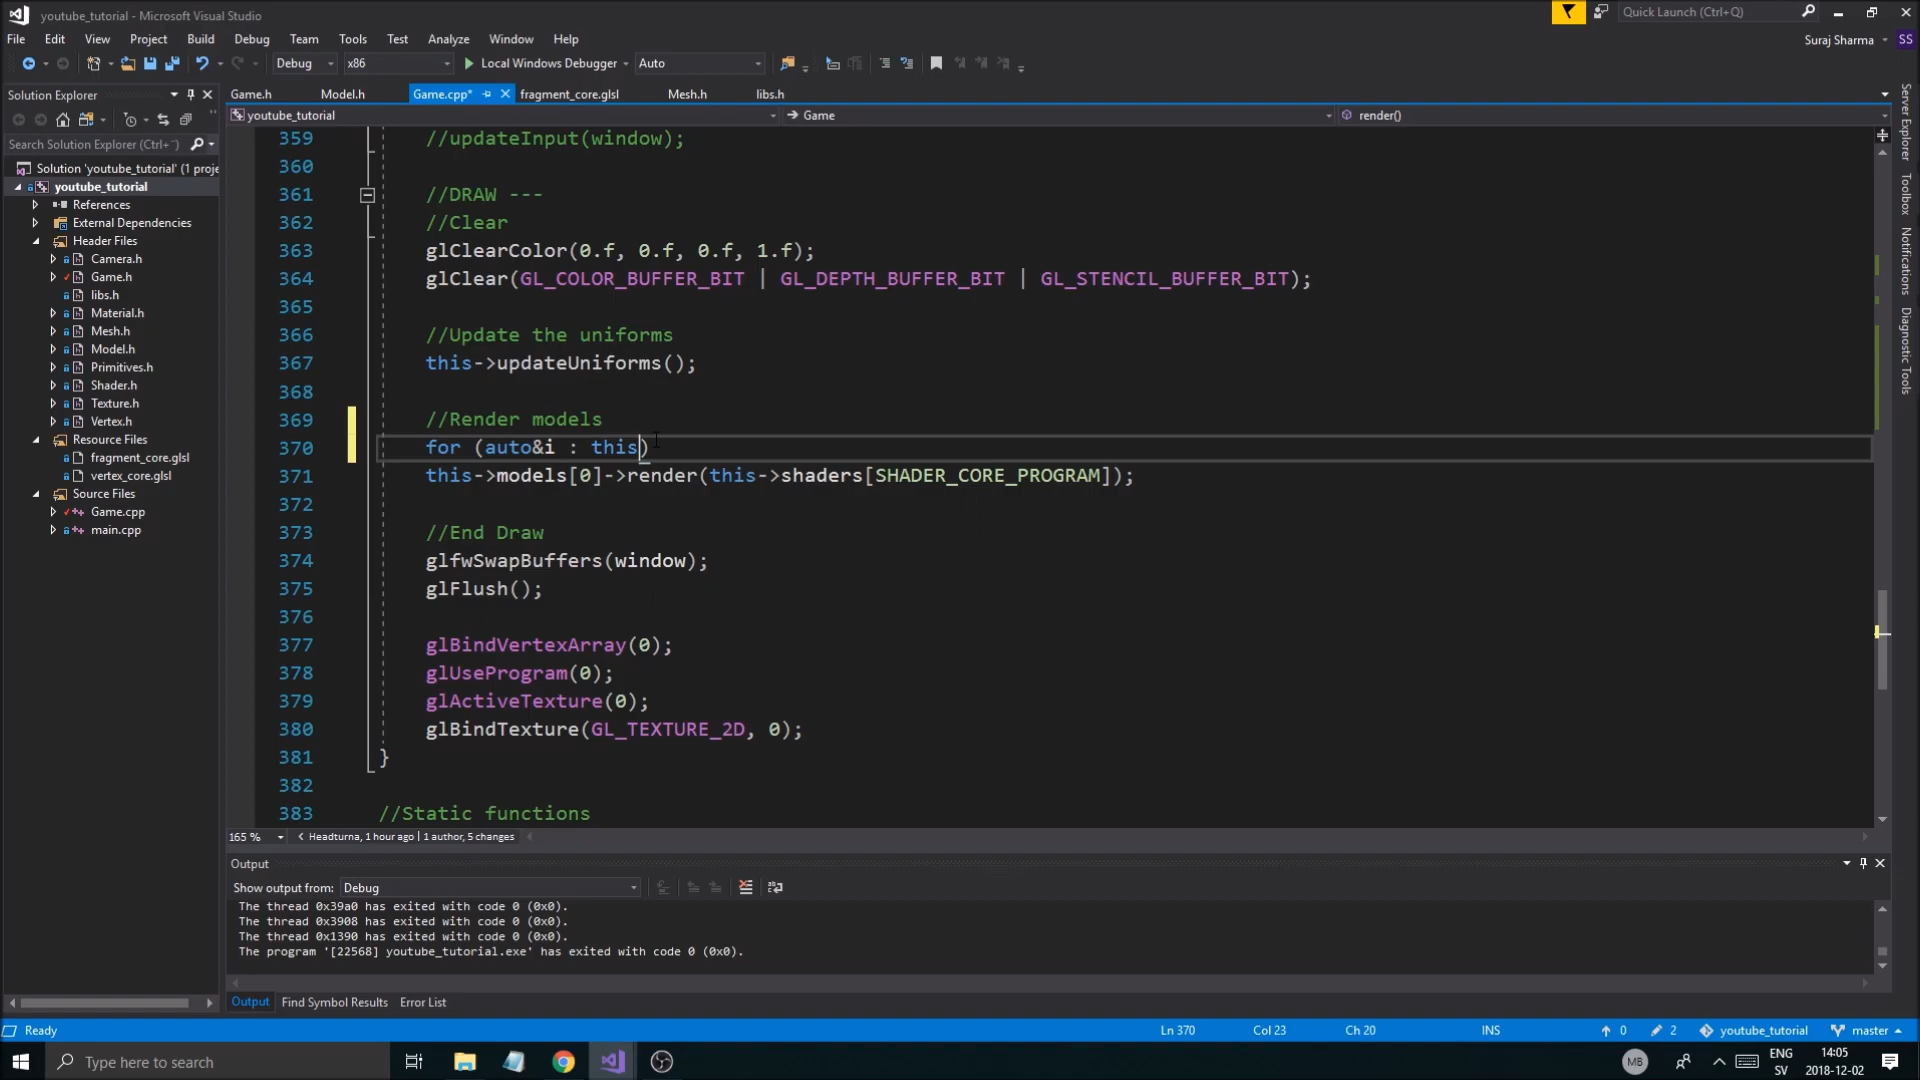 youtube_tutorial - Microsoft Visual Studio
Quick Launch (Ctrl+Q)
File Edit View Project Build Debug Team Tools Test Analyze Window Help
Suraj Sharma SS
Debug x86 Local Windows Debugger Auto
Solution Explorer
Game.h Model.h Game.cpp* fragment_core.glsl Mesh.h libs.h
youtube_tutorial Game render()
Search Solution Explorer (Ctrl+
Solution 'youtube_tutorial' (1 proje
youtube_tutorial
References
External Dependencies
Header Files
Camera.h
Game.h
libs.h
Material.h
Mesh.h
Model.h
Primitives.h
Shader.h
Texture.h
Vertex.h
Resource Files
fragment_core.glsl
vertex_core.glsl
Source Files
Game.cpp
main.cpp
359 //updateInput(window);
360
361 //DRAW ---
362 //Clear
363 glClearColor(0.f, 0.f, 0.f, 1.f);
364 glClear(GL_COLOR_BUFFER_BIT | GL_DEPTH_BUFFER_BIT | GL_STENCIL_BUFFER_BIT);
365
366 //Update the uniforms
367 this->updateUniforms();
368
369 //Render models
370 for (auto&i : this)
371 this->models[0]->render(this->shaders[SHADER_CORE_PROGRAM]);
372
373 //End Draw
374 glfwSwapBuffers(window);
375 glFlush();
376
377 glBindVertexArray(0);
378 glUseProgram(0);
379 glActiveTexture(0);
380 glBindTexture(GL_TEXTURE_2D, 0);
381 }
382
383 //Static functions
165 % Headturna, 1 hour ago | 1 author, 5 changes
Server Explorer
Toolbox
Notifications
Diagnostic Tools
Output
Show output from: Debug
The thread 0x39a0 has exited with code 0 (0x0).
The thread 0x3908 has exited with code 0 (0x0).
The thread 0x1390 has exited with code 0 (0x0).
The program '[22568] youtube_tutorial.exe' has exited with code 0 (0x0).
Output Find Symbol Results Error List
Ready Ln 370 Col 23 Ch 20 INS 0 2 youtube_tutorial master
Type here to search
MB
ENG
SV
14:05
2018-12-02